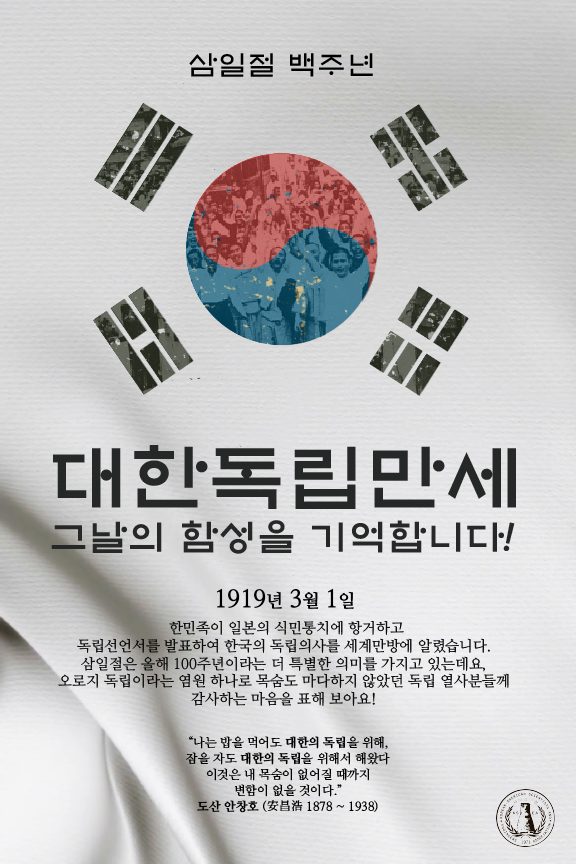 삼일절 백주년
대한독립만세
그날의 함성을 기억합니다!
1919년 3월 1일
한민족이 일본의 식민통치에 항거하고
독립선언서를 발표하여 한국의 독립의사를 세계만방에 알렸습니다.
삼일절은 올해 100주년이라는 더 특별한 의미를 가지고 있는데요,
오로지 독립이라는 염원 하나로 목숨도 마다하지 않았던 독립 열사분들께
감사하는 마음을 표해 보아요!
“나는 밥을 먹어도 대한의 독립을 위해,
잠을 자도 대한의 독립을 위해서 해왔다
이것은 내 목숨이 없어질 때까지
변함이 없을 것이다.”
도산 안창호 (安昌浩 1878 ~ 1938)
1971